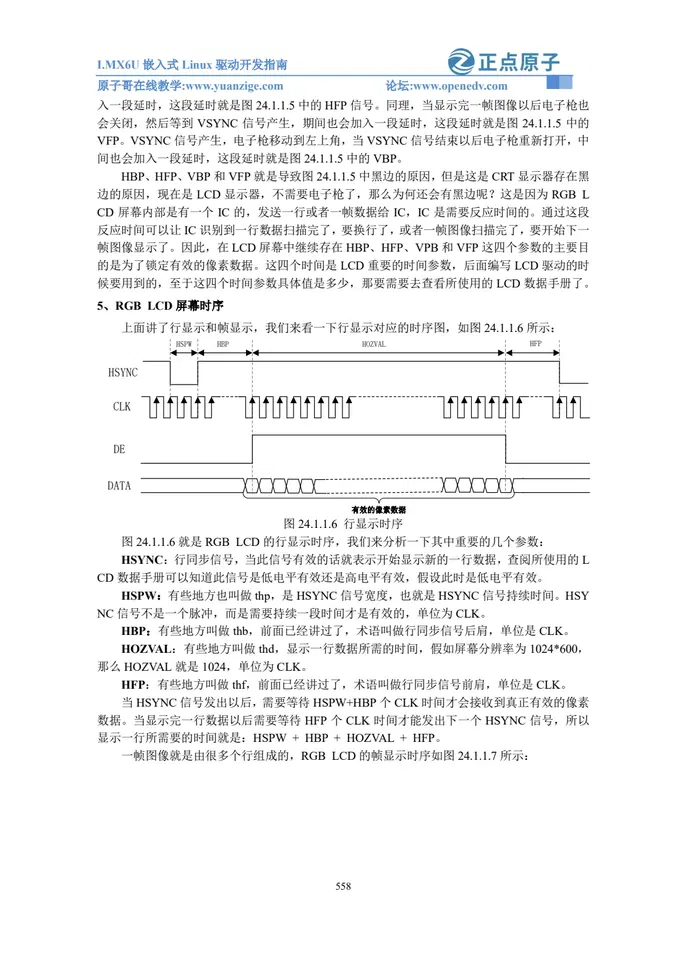 I.MX6U 嵌入式 Linux 驱动开发指南
正点原子
原子哥在线教学:www.yuanzige.com 论坛:www.openedv.com
入一段延时，这段延时就是图 24.1.1.5 中的 HFP 信号。同理，当显示完一帧图像以后电子枪也
会关闭，然后等到 VSYNC 信号产生，期间也会加入一段延时，这段延时就是图 24.1.1.5 中的
VFP。VSYNC 信号产生，电子枪移动到左上角，当 VSYNC 信号结束以后电子枪重新打开，中
间也会加入一段延时，这段延时就是图 24.1.1.5 中的 VBP。
HBP、HFP、VBP 和 VFP 就是导致图 24.1.1.5 中黑边的原因，但是这是 CRT 显示器存在黑
边的原因，现在是 LCD 显示器，不需要电子枪了，那么为何还会有黑边呢？这是因为 RGB L
CD 屏幕内部是有一个 IC 的，发送一行或者一帧数据给 IC，IC 是需要反应时间的。通过这段
反应时间可以让 IC 识别到一行数据扫描完了，要换行了，或者一帧图像扫描完了，要开始下一
帧图像显示了。因此，在 LCD 屏幕中继续存在 HBP、HFP、VPB 和 VFP 这四个参数的主要目
的是为了锁定有效的像素数据。这四个时间是 LCD 重要的时间参数，后面编写 LCD 驱动的时
候要用到的，至于这四个时间参数具体值是多少，那要需要去查看所使用的 LCD 数据手册了。
5、RGB LCD 屏幕时序
上面讲了行显示和帧显示，我们来看一下行显示对应的时序图，如图 24.1.1.6 所示：
HSPW HBP HOZVAL HFP
HSYNC
CLK
DE
DATA
有效的像素数据
图 24.1.1.6 行显示时序
图 24.1.1.6 就是 RGB LCD 的行显示时序，我们来分析一下其中重要的几个参数：
HSYNC：行同步信号，当此信号有效的话就表示开始显示新的一行数据，查阅所使用的 L
CD 数据手册可以知道此信号是低电平有效还是高电平有效，假设此时是低电平有效。
HSPW：有些地方也叫做 thp，是 HSYNC 信号宽度，也就是 HSYNC 信号持续时间。HSY
NC 信号不是一个脉冲，而是需要持续一段时间才是有效的，单位为 CLK。
HBP：有些地方叫做 thb，前面已经讲过了，术语叫做行同步信号后肩，单位是 CLK。
HOZVAL：有些地方叫做 thd，显示一行数据所需的时间，假如屏幕分辨率为 1024*600，
那么 HOZVAL 就是 1024，单位为 CLK。
HFP：有些地方叫做 thf，前面已经讲过了，术语叫做行同步信号前肩，单位是 CLK。
当 HSYNC 信号发出以后，需要等待 HSPW+HBP 个 CLK 时间才会接收到真正有效的像素
数据。当显示完一行数据以后需要等待 HFP 个 CLK 时间才能发出下一个 HSYNC 信号，所以
显示一行所需要的时间就是：HSPW + HBP + HOZVAL + HFP。
一帧图像就是由很多个行组成的，RGB LCD 的帧显示时序如图 24.1.1.7 所示：
558